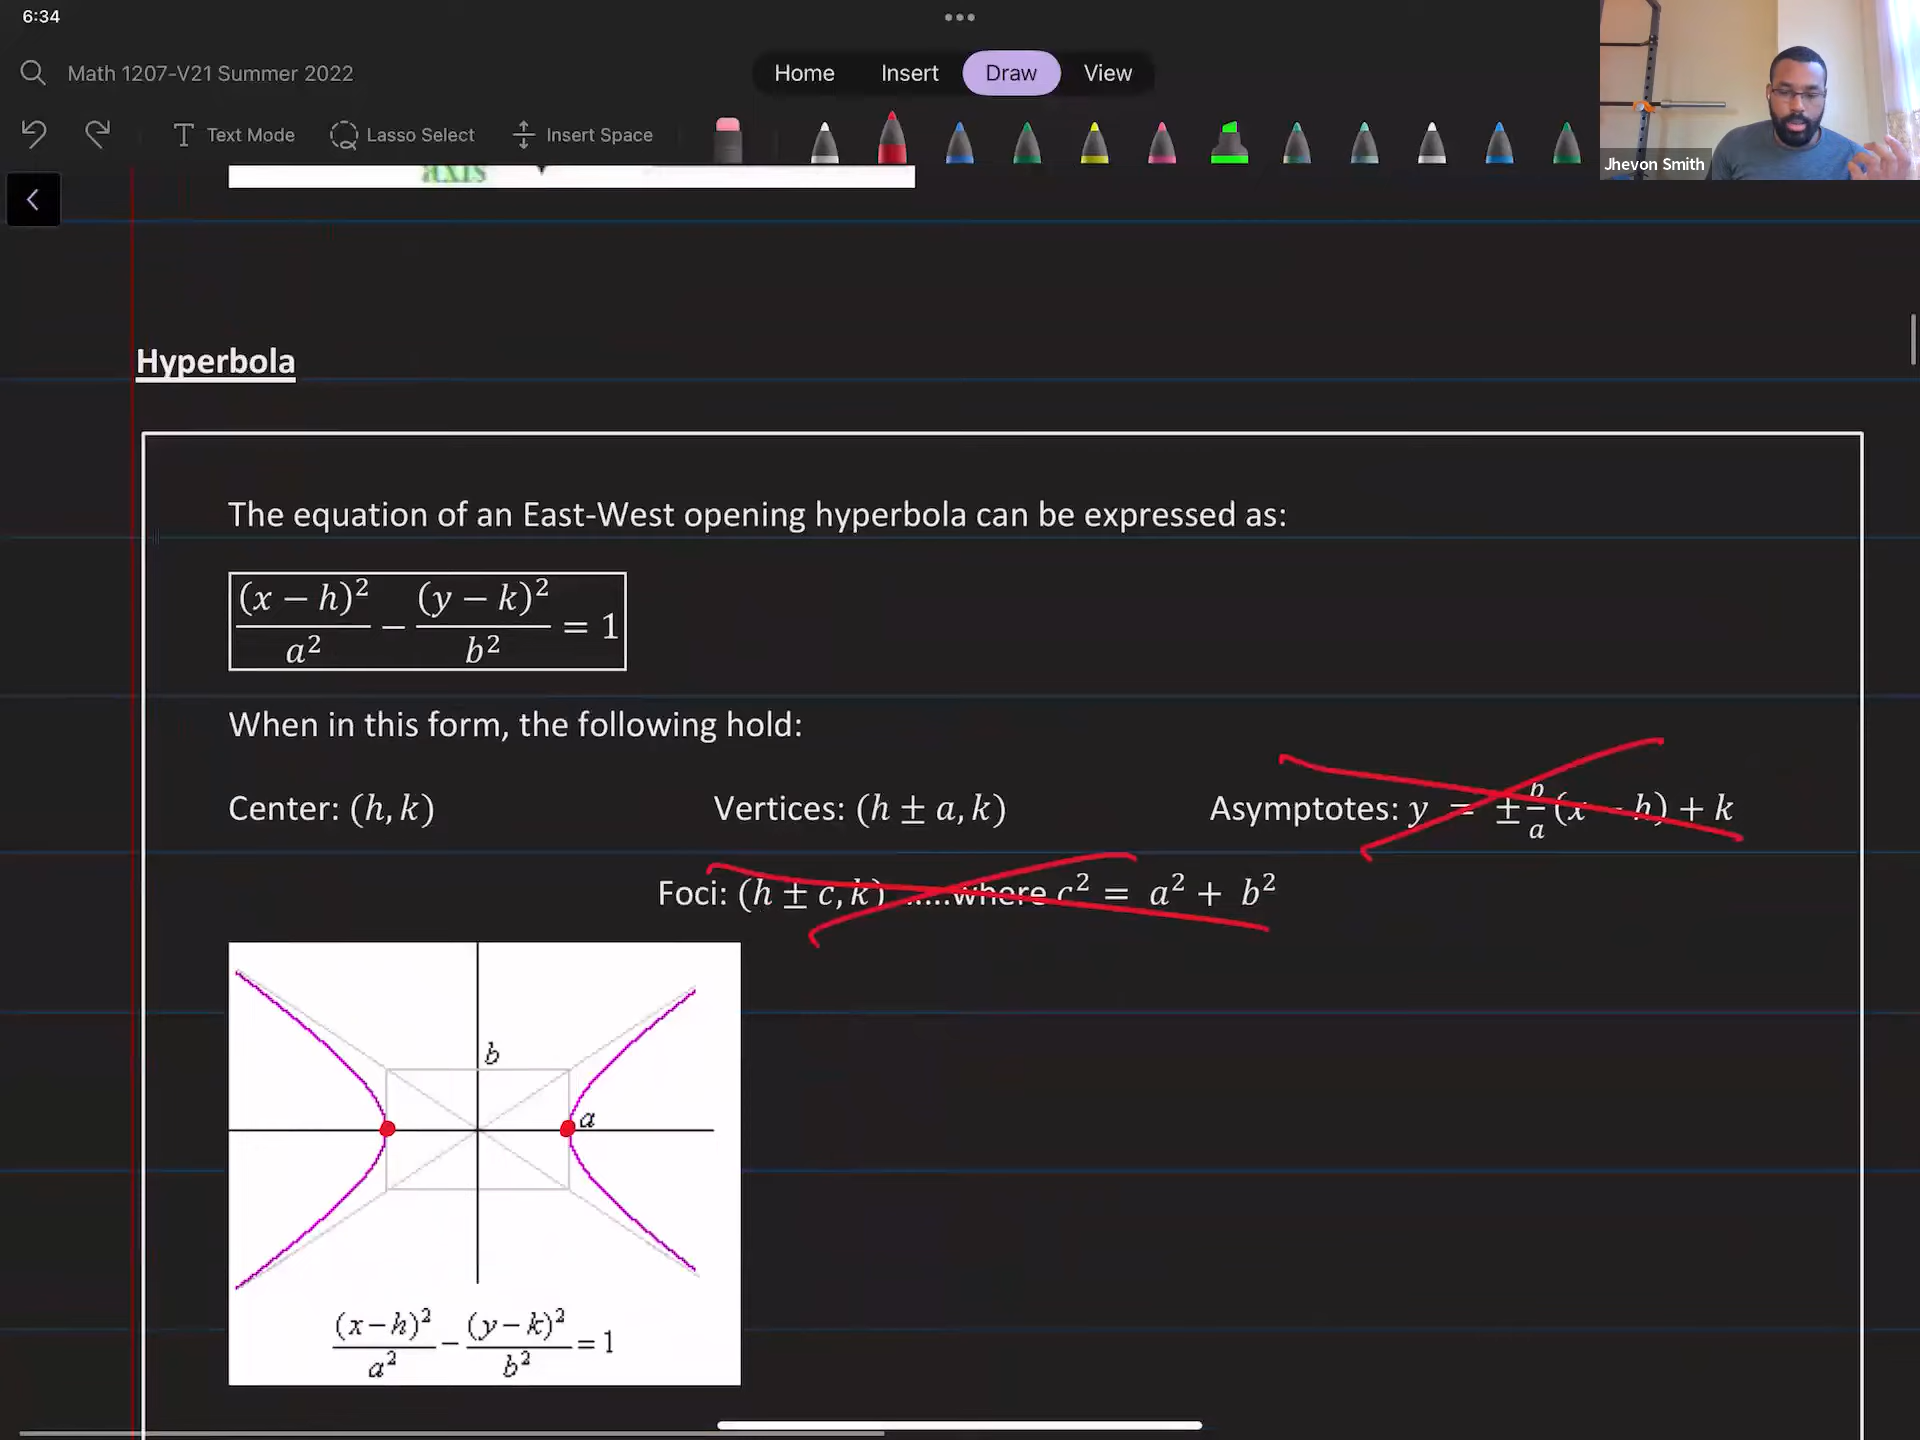 6:34
Math 1207-V21 Summer 2022
Home Insert Draw View
Text Mode Lasso Select Insert Space
Jhevon Smith
axis
Hyperbola
The equation of an East-West opening hyperbola can be expressed as:
(x − h)²/a² − (y − k)²/b² = 1
When in this form, the following hold:
Center: (h, k) Vertices: (h ± a, k) Asymptotes: y = ± b/a (x − h) + k
Foci: (h ± c, k) .....where c² = a² + b²
b
a
(x − h)²/a² − (y − k)²/b² = 1